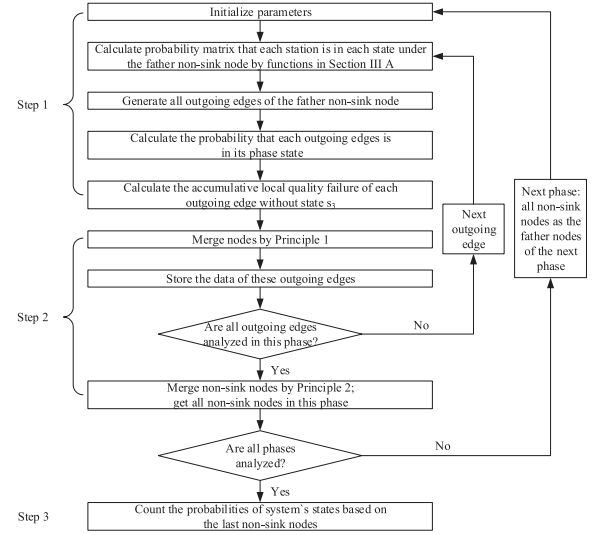 Initialize parameters
Calculate probability matrix that each station is in each state under
the father non-sink node by functions in Section III A
Step 1
Generate all outgoing edges of the father non-sink node
Calculate the probability that each outgoing edges is
in its phase state
Calculate the accumulative local quality failure of each
outgoing edge without state s3
Next
outgoing
edge
Next phase:
all non-sink
nodes as the
father nodes
of the next
phase
Merge nodes by Principle 1
Store the data of these outgoing edges
Step 2
Are all outgoing edges
analyzed in this phase?
No
Yes
Merge non-sink nodes by Principle 2;
get all non-sink nodes in this phase
Are all phases
analyzed?
No
Yes
Step 3
Count the probabilities of system`s states based on
the last non-sink nodes